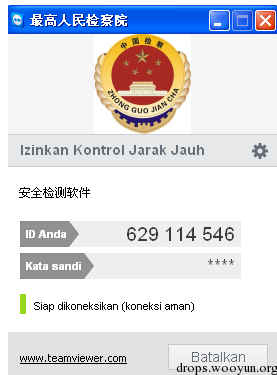 最高人民检察院
中国检察
ZHONG GUO JIAN CHA
Izinkan Kontrol Jarak Jauh
安全检测软件
ID Anda 629 114 546
Kata sandi ****
Siap dikoneksikan (koneksi aman)
www.teamviewer.com
Batalkan
drops.wooyun.org